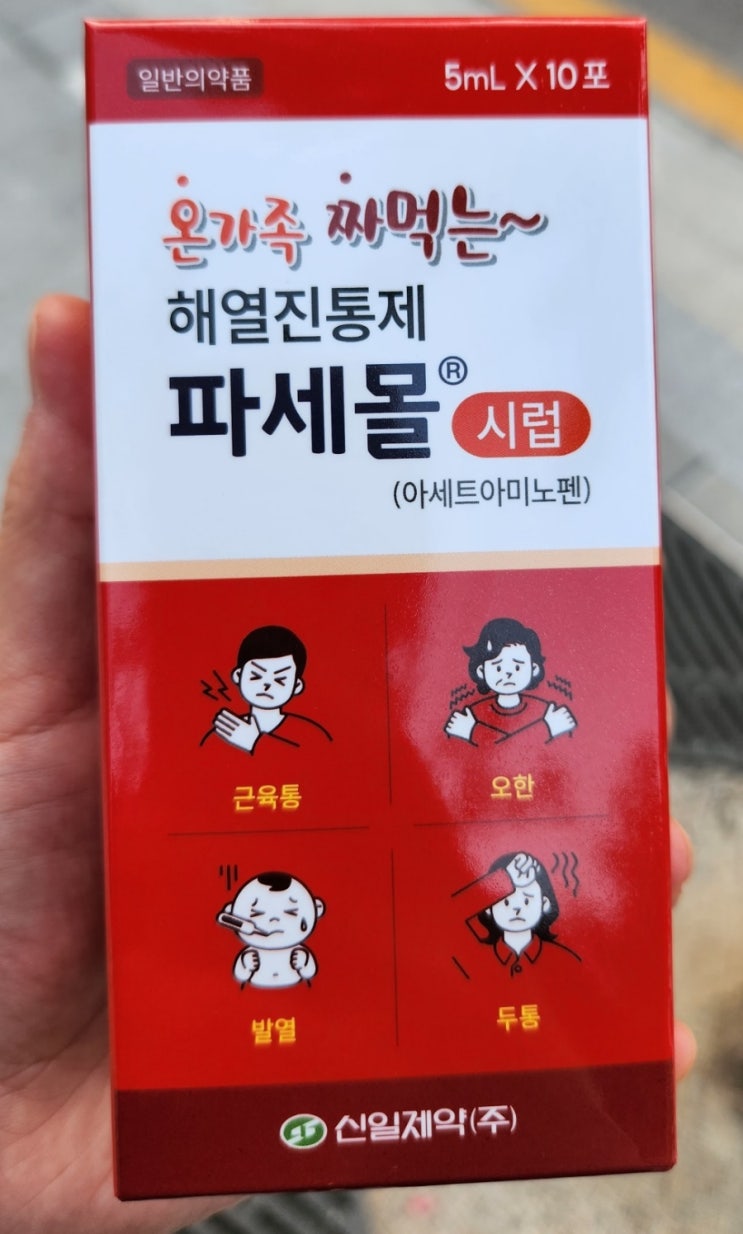 일반의약품
5mL X 10포
온가족 짜먹는~
해열진통제
파세몰® 시럽
(아세트아미노펜)
근육통
오한
발열
두통
신일제약(주)